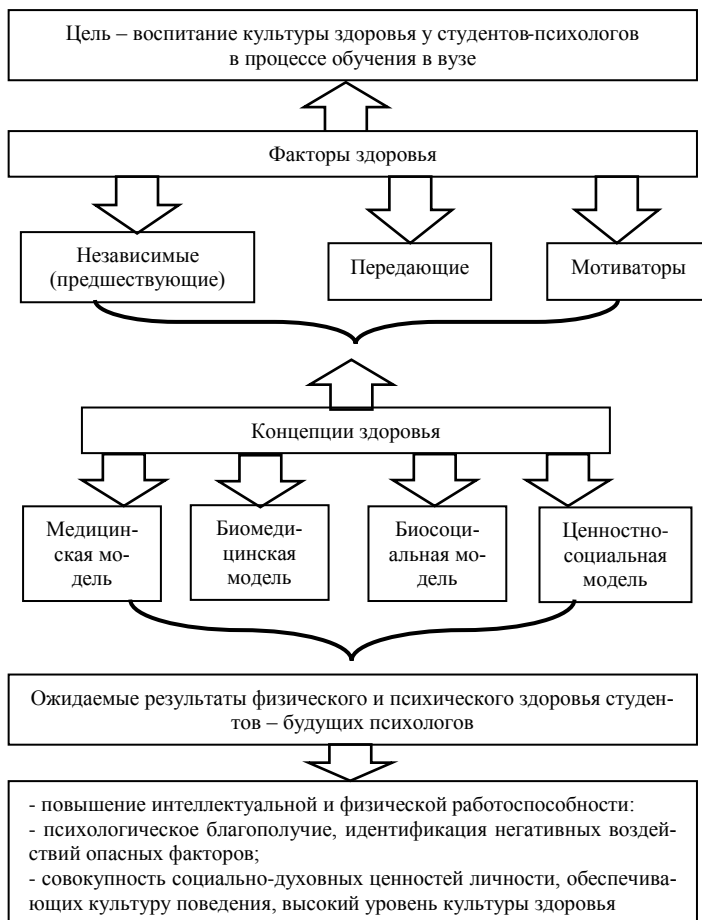 Цель – воспитание культуры здоровья у студентов-психологов
в процессе обучения в вузе
Факторы здоровья
Независимые
(предшествующие)
Передающие
Мотиваторы
Концепции здоровья
Медицин-
ская мо-
дель
Биомеди-
цинская
модель
Биосоци-
альная мо-
дель
Ценностно-
социальная
модель
Ожидаемые результаты физического и психического здоровья студен-
тов – будущих психологов
- повышение интеллектуальной и физической работоспособности:
- психологическое благополучие, идентификация негативных воздей-
ствий опасных факторов;
- совокупность социально-духовных ценностей личности, обеспечива-
ющих культуру поведения, высокий уровень культуры здоровья